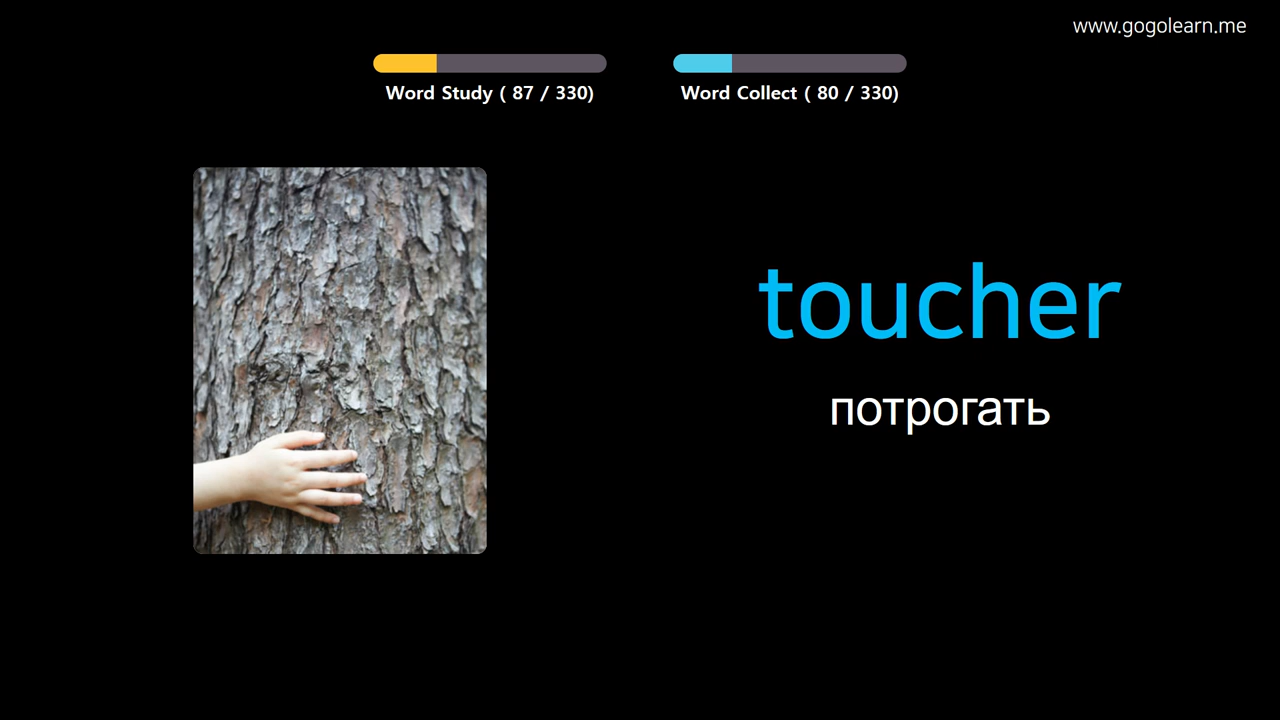 www.gogolearn.me
Word Study ( 87 / 330)
Word Collect ( 80 / 330)
toucher
потрогать